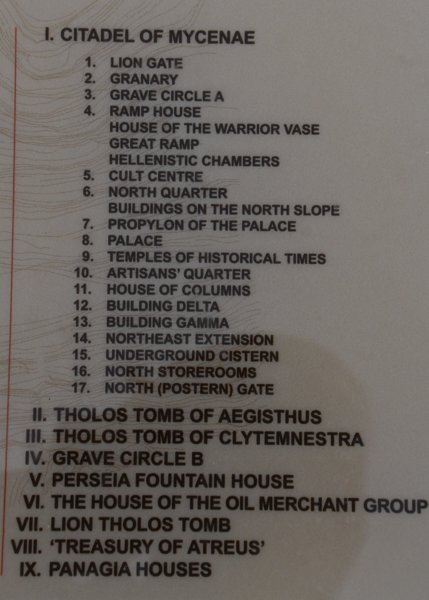 I. CITADEL OF MYCENAE
1. LION GATE
2. GRANARY
3. GRAVE CIRCLE A
4. RAMP HOUSE
HOUSE OF THE WARRIOR VASE
GREAT RAMP
HELLENISTIC CHAMBERS
5. CULT CENTRE
6. NORTH QUARTER
BUILDINGS ON THE NORTH SLOPE
7. PROPYLON OF THE PALACE
8. PALACE
9. TEMPLES OF HISTORICAL TIMES
10. ARTISANS' QUARTER
11. HOUSE OF COLUMNS
12. BUILDING DELTA
13. BUILDING GAMMA
14. NORTHEAST EXTENSION
15. UNDERGROUND CISTERN
16. NORTH STOREROOMS
17. NORTH (POSTERN) GATE
II. THOLOS TOMB OF AEGISTHUS
III. THOLOS TOMB OF CLYTEMNESTRA
IV. GRAVE CIRCLE B
V. PERSEIA FOUNTAIN HOUSE
VI. THE HOUSE OF THE OIL MERCHANT GROUP
VII. LION THOLOS TOMB
VIII. 'TREASURY OF ATREUS'
IX. PANAGIA HOUSES